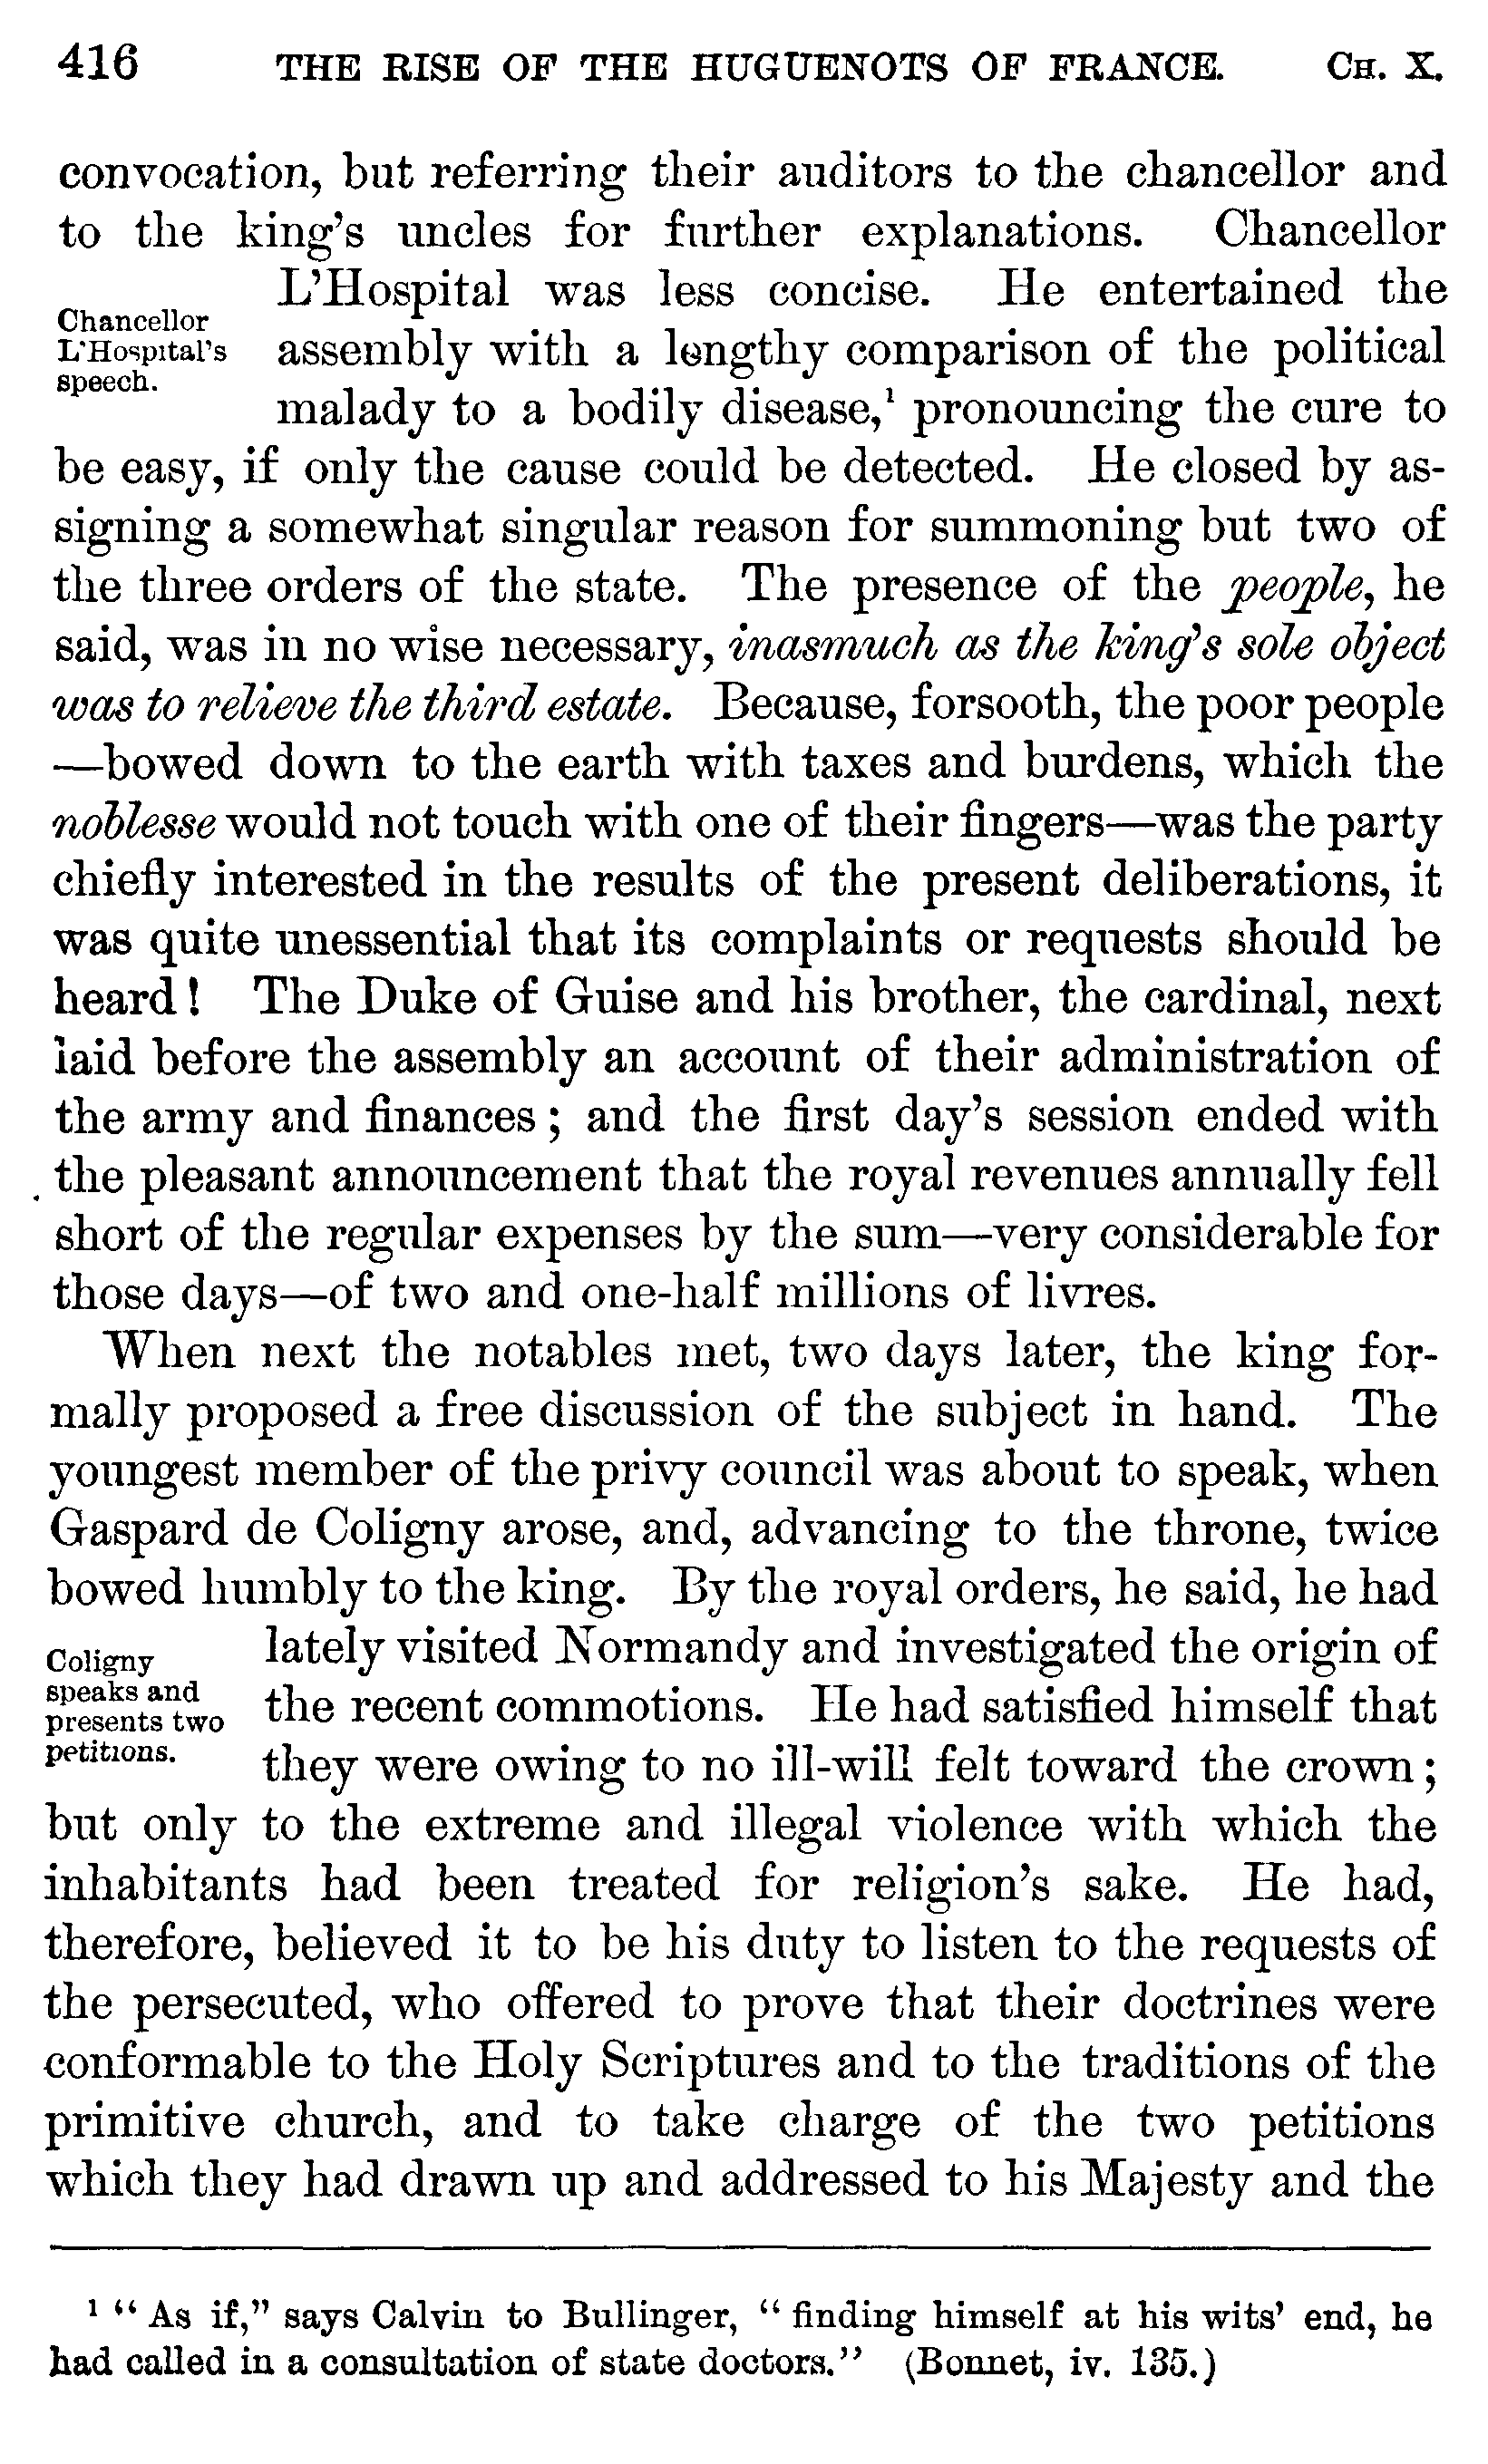 416 THE RISE OF THE HUGUENOTS OF FRANCE. CH. X.
convocation, but referring their auditors to the chancellor and
to the king's uncles for further explanations. Chancellor
L'Hospital was less concise. He entertained the
Chancellor
L'Hospital's
speech.
assembly with a lengthy comparison of the political
malady to a bodily disease,¹ pronouncing the cure to
be easy, if only the cause could be detected. He closed by as-
signing a somewhat singular reason for summoning but two of
the three orders of the state. The presence of the people, he
said, was in no wise necessary, inasmuch as the king's sole object
was to relieve the third estate. Because, forsooth, the poor people
—bowed down to the earth with taxes and burdens, which the
noblesse would not touch with one of their fingers—was the party
chiefly interested in the results of the present deliberations, it
was quite unessential that its complaints or requests should be
heard! The Duke of Guise and his brother, the cardinal, next
laid before the assembly an account of their administration of
the army and finances; and the first day's session ended with
the pleasant announcement that the royal revenues annually fell
short of the regular expenses by the sum—very considerable for
those days—of two and one-half millions of livres.
When next the notables met, two days later, the king for-
mally proposed a free discussion of the subject in hand. The
youngest member of the privy council was about to speak, when
Gaspard de Coligny arose, and, advancing to the throne, twice
bowed humbly to the king. By the royal orders, he said, he had
lately visited Normandy and investigated the origin of
Coligny
speaks and
presents two
petitions.
the recent commotions. He had satisfied himself that
they were owing to no ill-will felt toward the crown;
but only to the extreme and illegal violence with which the
inhabitants had been treated for religion's sake. He had,
therefore, believed it to be his duty to listen to the requests of
the persecuted, who offered to prove that their doctrines were
conformable to the Holy Scriptures and to the traditions of the
primitive church, and to take charge of the two petitions
which they had drawn up and addressed to his Majesty and the
¹ "As if," says Calvin to Bullinger, "finding himself at his wits' end, he
had called in a consultation of state doctors." (Bonnet, iv. 135.)